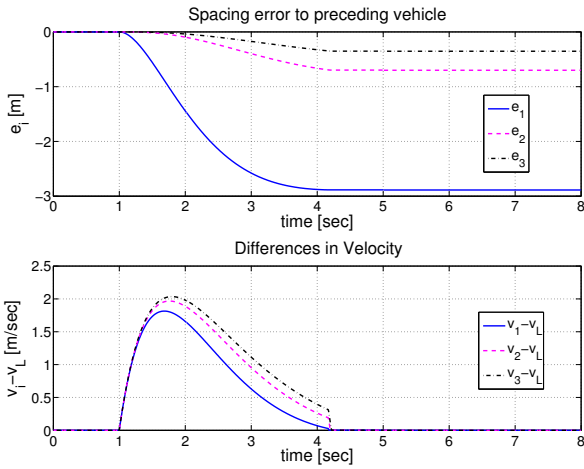 Spacing error to preceding vehicle
e_i [m]
0
−1
−2
−3
e_1
e_2
e_3
0 1 2 3 4 5 6 7 8
time [sec]
Differences in Velocity
v_i−v_L [m/sec]
2.5
2
1.5
1
0.5
0
v_1−v_L
v_2−v_L
v_3−v_L
0 1 2 3 4 5 6 7 8
time [sec]